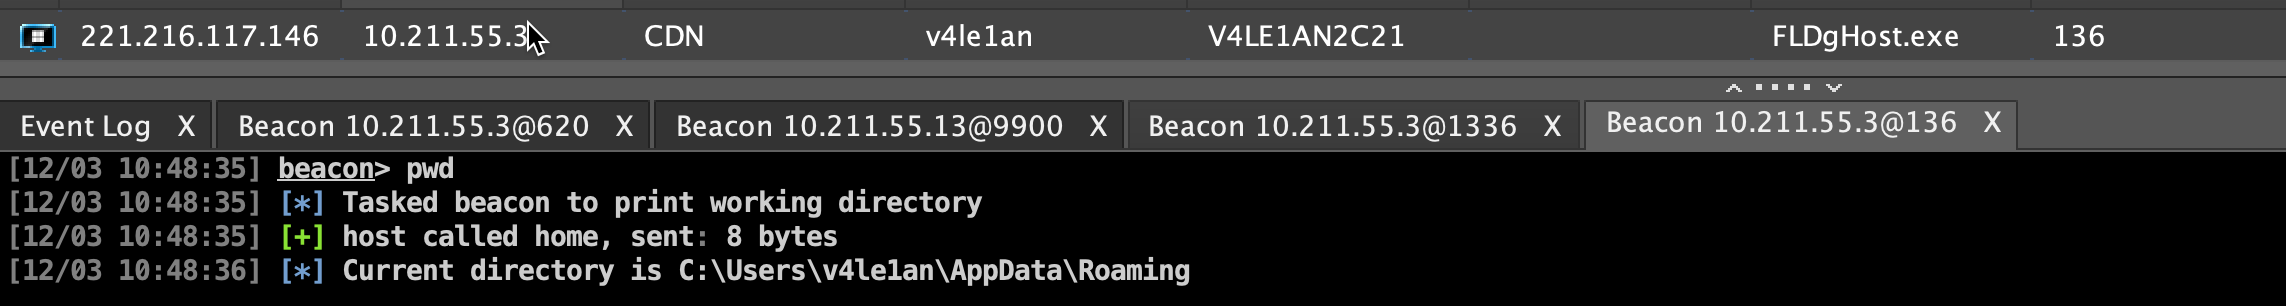 221.216.117.146 10.211.55.3 CDN v4le1an V4LE1AN2C21 FLDgHost.exe 136
Event Log X Beacon 10.211.55.3@620 X Beacon 10.211.55.13@9900 X Beacon 10.211.55.3@1336 X Beacon 10.211.55.3@136 X
[12/03 10:48:35] beacon> pwd
[12/03 10:48:35] [*] Tasked beacon to print working directory
[12/03 10:48:35] [+] host called home, sent: 8 bytes
[12/03 10:48:36] [*] Current directory is C:\Users\v4le1an\AppData\Roaming